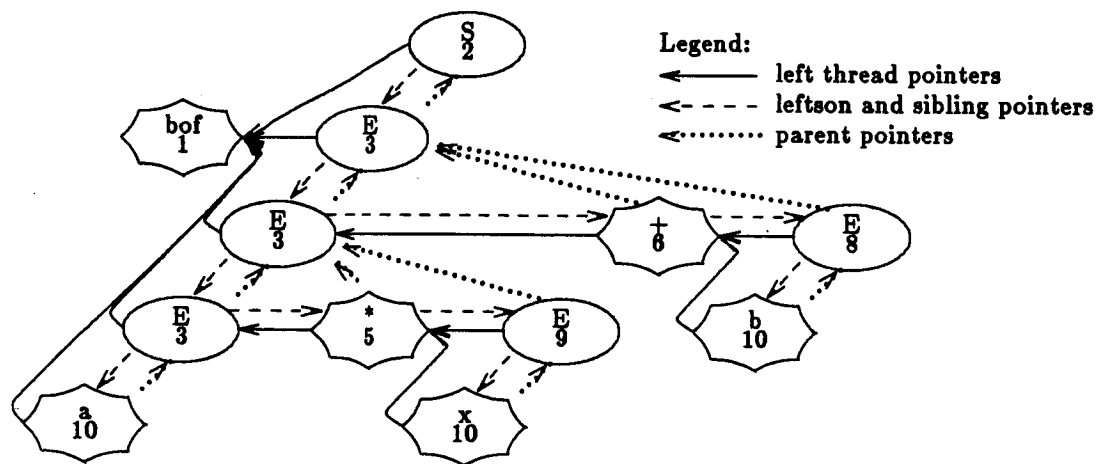 S
2
Legend:
left thread pointers
leftson and sibling pointers
parent pointers
bof
1
E
3
E
3
+
6
E
8
E
3
*
5
E
9
b
10
a
10
x
10